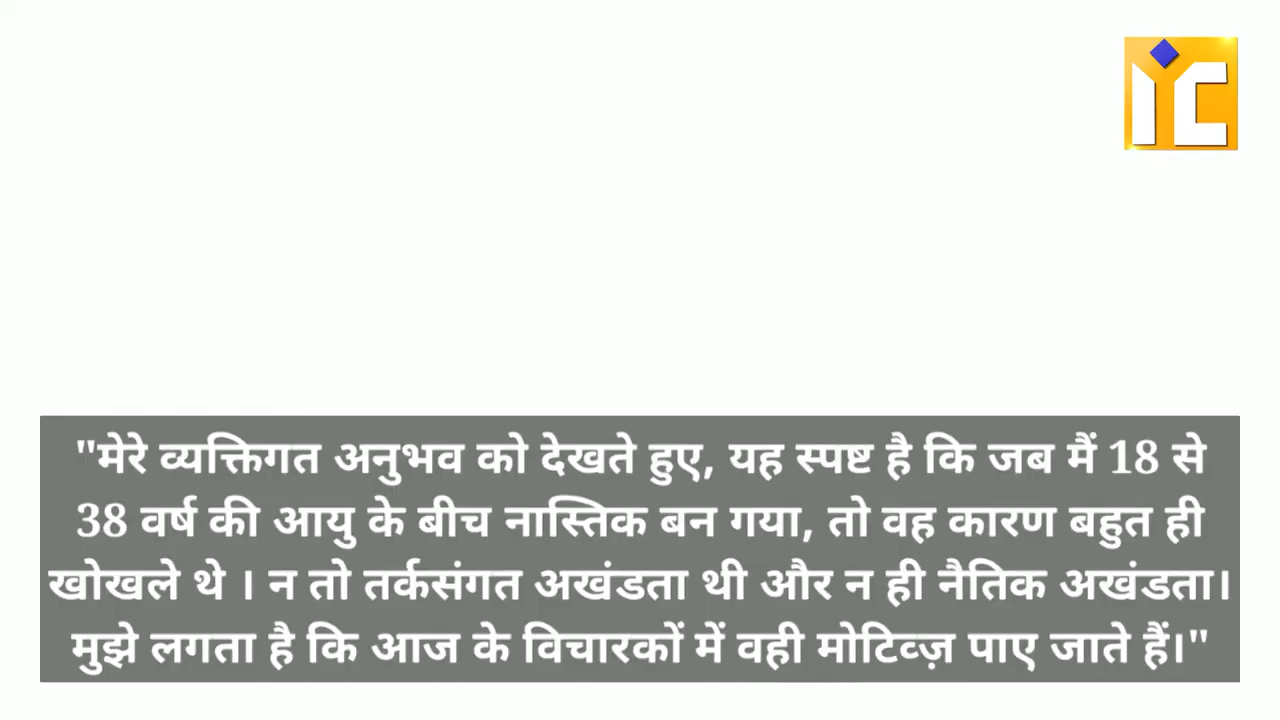 YC
"मेरे व्यक्तिगत अनुभव को देखते हुए, यह स्पष्ट है कि जब मैं 18 से
38 वर्ष की आयु के बीच नास्तिक बन गया, तो वह कारण बहुत ही
खोखले थे । न तो तर्कसंगत अखंडता थी और न ही नैतिक अखंडता।
मुझे लगता है कि आज के विचारकों में वही मोटिव्ज़ पाए जाते हैं।"